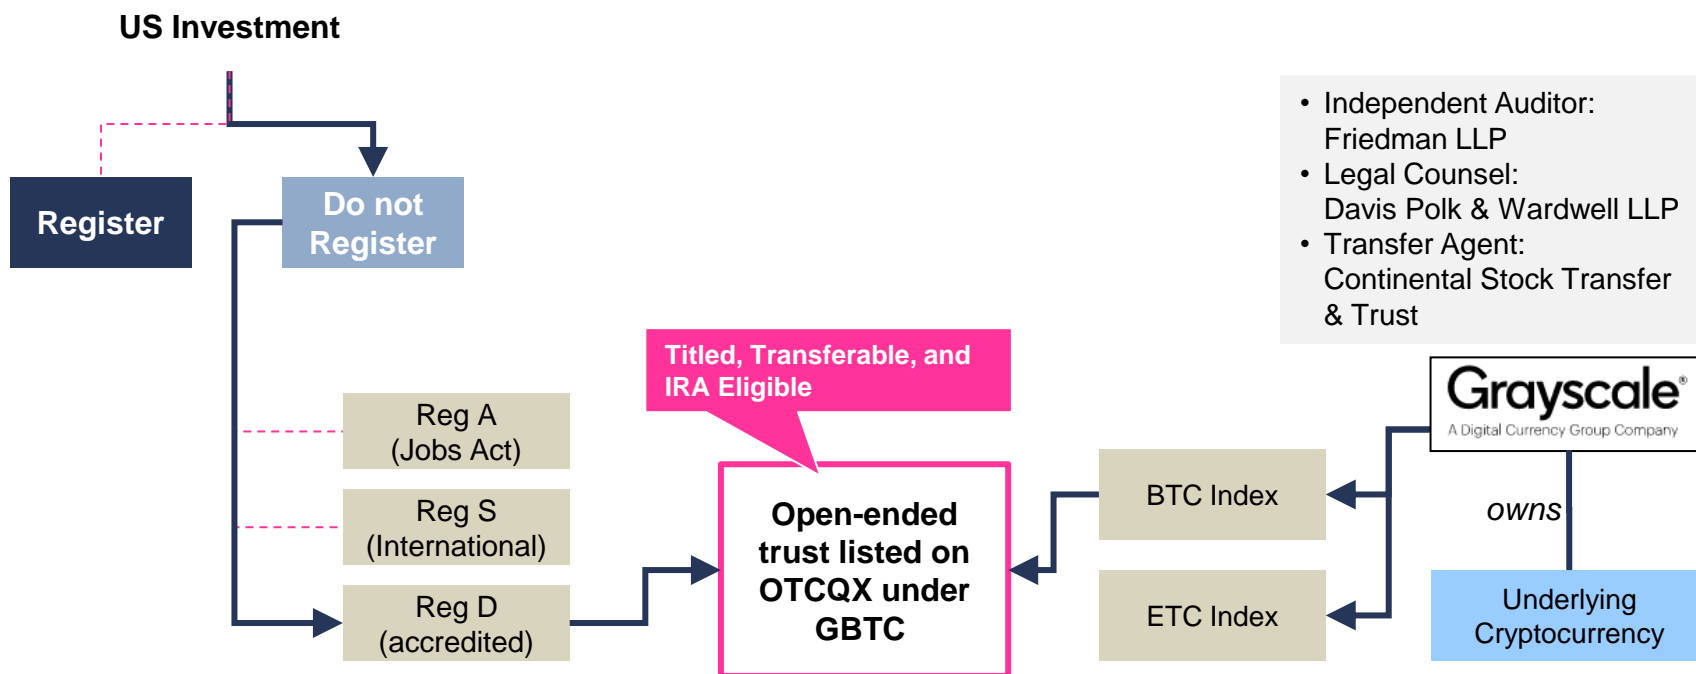 US Investment
Register
Do not
Register
• Independent Auditor:
Friedman LLP
• Legal Counsel:
Davis Polk & Wardwell LLP
• Transfer Agent:
Continental Stock Transfer
& Trust
Titled, Transferable, and
IRA Eligible
Reg A
(Jobs Act)
Reg S
(International)
Reg D
(accredited)
Open-ended
trust listed on
OTCQX under
GBTC
BTC Index
ETC Index
Grayscale®
A Digital Currency Group Company
owns
Underlying
Cryptocurrency